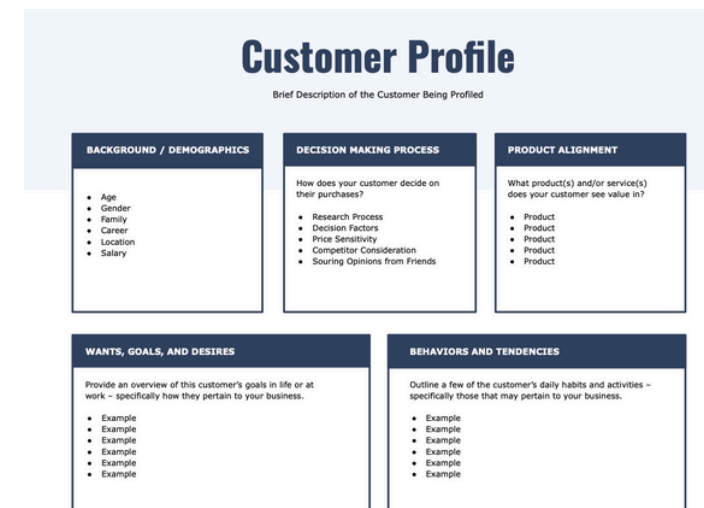 Customer Profile
Brief Description of the Customer Being Profiled
BACKGROUND / DEMOGRAPHICS
• Age
• Gender
• Family
• Career
• Location
• Salary
DECISION MAKING PROCESS
How does your customer decide on
their purchases?
• Research Process
• Decision Factors
• Price Sensitivity
• Competitor Consideration
• Souring Opinions from Friends
PRODUCT ALIGNMENT
What product(s) and/or service(s)
does your customer see value in?
• Product
• Product
• Product
• Product
• Product
WANTS, GOALS, AND DESIRES
Provide an overview of this customer's goals in life or at
work – specifically how they pertain to your business.
• Example
• Example
• Example
• Example
• Example
• Example
BEHAVIORS AND TENDENCIES
Outline a few of the customer's daily habits and activities –
specifically those that may pertain to your business.
• Example
• Example
• Example
• Example
• Example
• Example